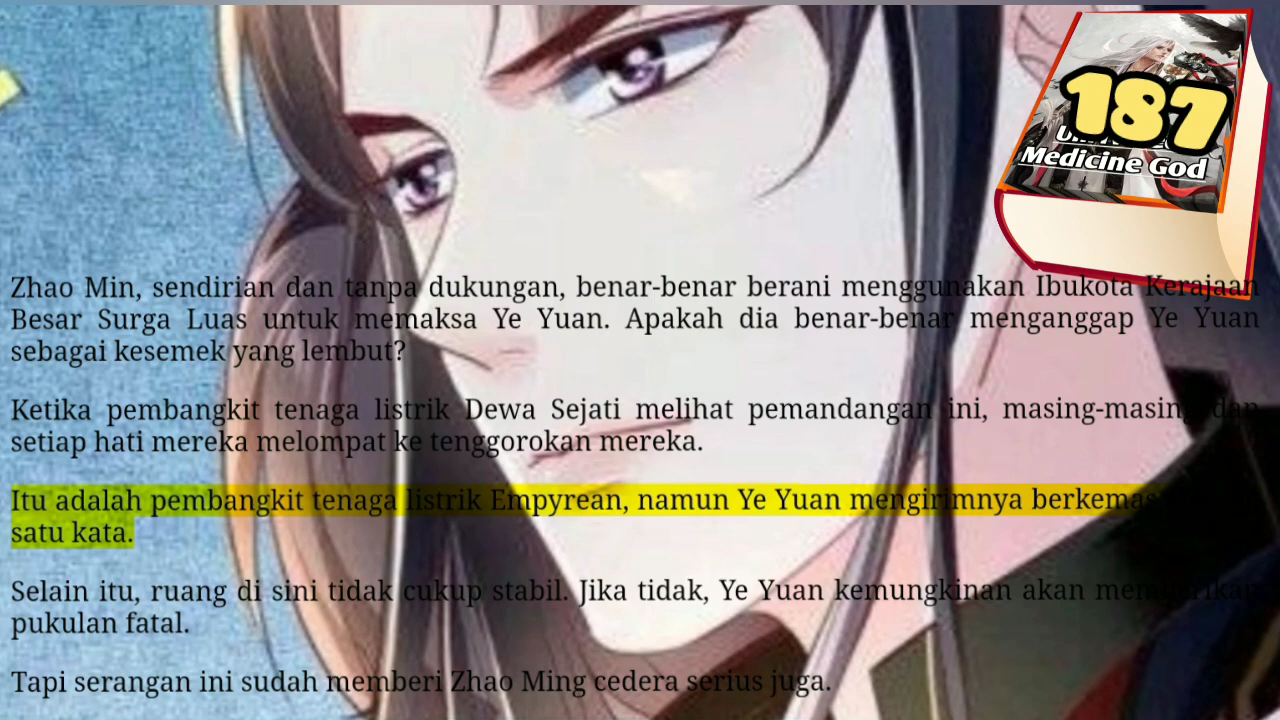 187
Medicine God
Zhao Min, sendirian dan tanpa dukungan, benar-benar berani menggunakan Ibukota Kerajaan
Besar Surga Luas untuk memaksa Ye Yuan. Apakah dia benar-benar menganggap Ye Yuan
sebagai kesemek yang lembut?
Ketika pembangkit tenaga listrik Dewa Sejati melihat pemandangan ini, masing-masing dan
setiap hati mereka melompat ke tenggorokan mereka.
Itu adalah pembangkit tenaga listrik Empyrean, namun Ye Yuan mengirimnya berkemas
satu kata.
Selain itu, ruang di sini tidak cukup stabil. Jika tidak, Ye Yuan kemungkinan akan
pukulan fatal.
Tapi serangan ini sudah memberi Zhao Ming cedera serius juga.